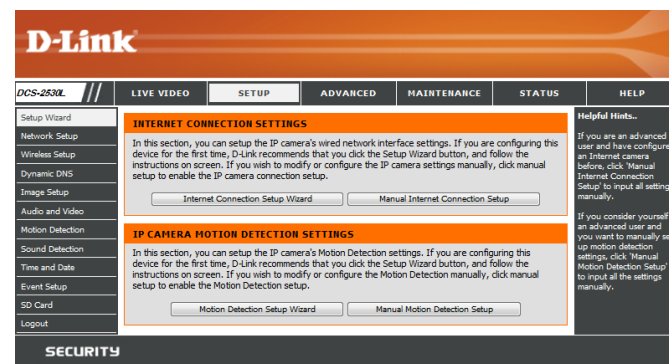 D-Link
DCS-2530L
LIVE VIDEO
SETUP
ADVANCED
MAINTENANCE
STATUS
HELP
Setup Wizard
Network Setup
Wireless Setup
Dynamic DNS
Image Setup
Audio and Video
Motion Detection
Sound Detection
Time and Date
Event Setup
SD Card
Logout
INTERNET CONNECTION SETTINGS
In this section, you can setup the IP camera's wired network interface settings. If you are configuring this
device for the first time, D-Link recommends that you click the Setup Wizard button, and follow the
instructions on screen. If you wish to modify or configure the IP camera settings manually, click manual
setup to enable the IP camera connection setup.
Internet Connection Setup Wizard
Manual Internet Connection Setup
IP CAMERA MOTION DETECTION SETTINGS
In this section, you can setup the IP camera's Motion Detection settings. If you are configuring this
device for the first time, D-Link recommends that you click the Setup Wizard button, and follow the
instructions on screen. If you wish to modify or configure the Motion Detection manually, click manual
setup to enable the Motion Detection setup.
Motion Detection Setup Wizard
Manual Motion Detection Setup
Helpful Hints..
If you are an advanced
user and have configure
an Internet camera
before, click 'Manual
Internet Connection
Setup' to input all setting
manually.
If you consider yourself
an advanced user and
you want to manually se
up motion detection
settings, click 'Manual
Motion Detection Setup'
to input all the settings
manually.
SECURITY